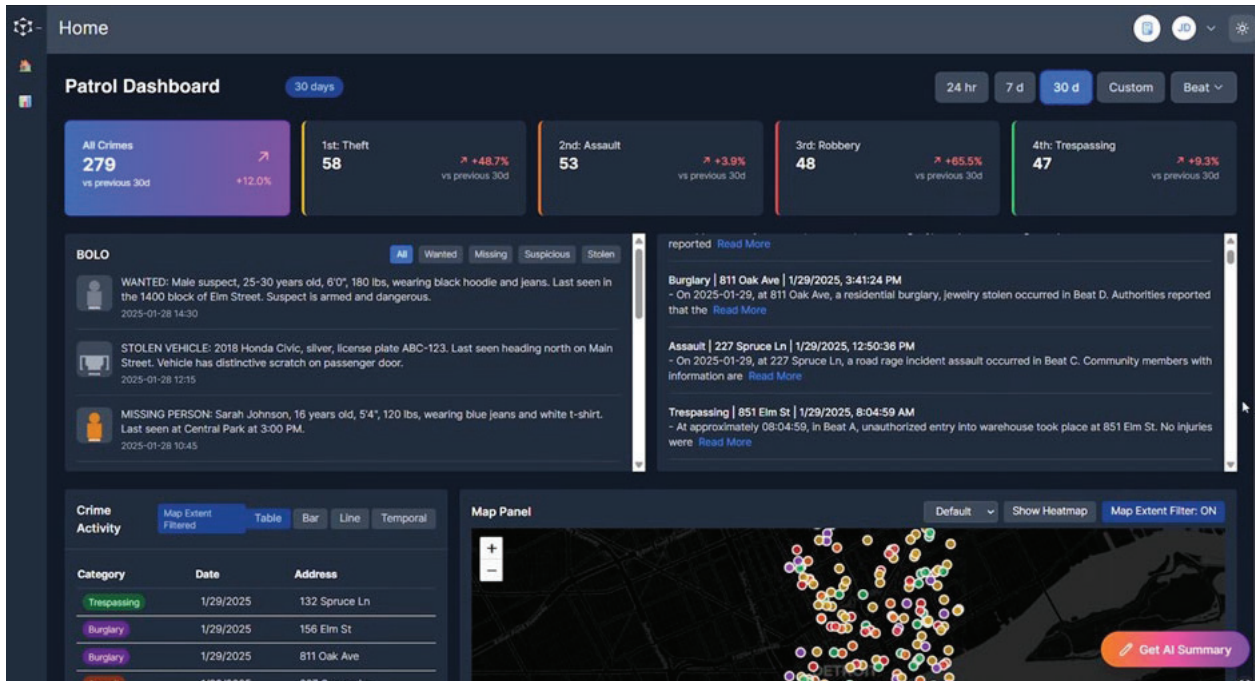 Home
JD
Patrol Dashboard
30 days
24 hr
7 d
30 d
Custom
Beat
All Crimes
279
vs previous 30d
+12.0%
1st: Theft
58
+48.7%
vs previous 30d
2nd: Assault
53
+3.9%
vs previous 30d
3rd: Robbery
48
+65.5%
vs previous 30d
4th: Trespassing
47
+9.3%
vs previous 30d
BOLO
All
Wanted
Missing
Suspicious
Stolen
WANTED: Male suspect, 25-30 years old, 6'0", 180 lbs, wearing black hoodie and jeans. Last seen in
the 1400 block of Elm Street. Suspect is armed and dangerous.
2025-01-28 14:30
STOLEN VEHICLE: 2018 Honda Civic, silver, license plate ABC-123. Last seen heading north on Main
Street. Vehicle has distinctive scratch on passenger door.
2025-01-28 12:15
MISSING PERSON: Sarah Johnson, 16 years old, 5'4", 120 lbs, wearing blue jeans and white t-shirt.
Last seen at Central Park at 3:00 PM.
2025-01-28 10:45
reported Read More
Burglary | 811 Oak Ave | 1/29/2025, 3:41:24 PM
- On 2025-01-29, at 811 Oak Ave, a residential burglary, jewelry stolen occurred in Beat D. Authorities reported
that the Read More
Assault | 227 Spruce Ln | 1/29/2025, 12:50:36 PM
- On 2025-01-29, at 227 Spruce Ln, a road rage incident assault occurred in Beat C. Community members with
information are Read More
Trespassing | 851 Elm St | 1/29/2025, 8:04:59 AM
- At approximately 08:04:59, in Beat A, unauthorized entry into warehouse took place at 851 Elm St. No injuries
were Read More
Crime
Activity
Map Extent
Filtered
Table
Bar
Line
Temporal
Category
Date
Address
Trespassing
1/29/2025
132 Spruce Ln
Burglary
1/29/2025
156 Elm St
Burglary
1/29/2025
811 Oak Ave
Map Panel
Default
Show Heatmap
Map Extent Filter: ON
+
−
DETROIT
Get AI Summary